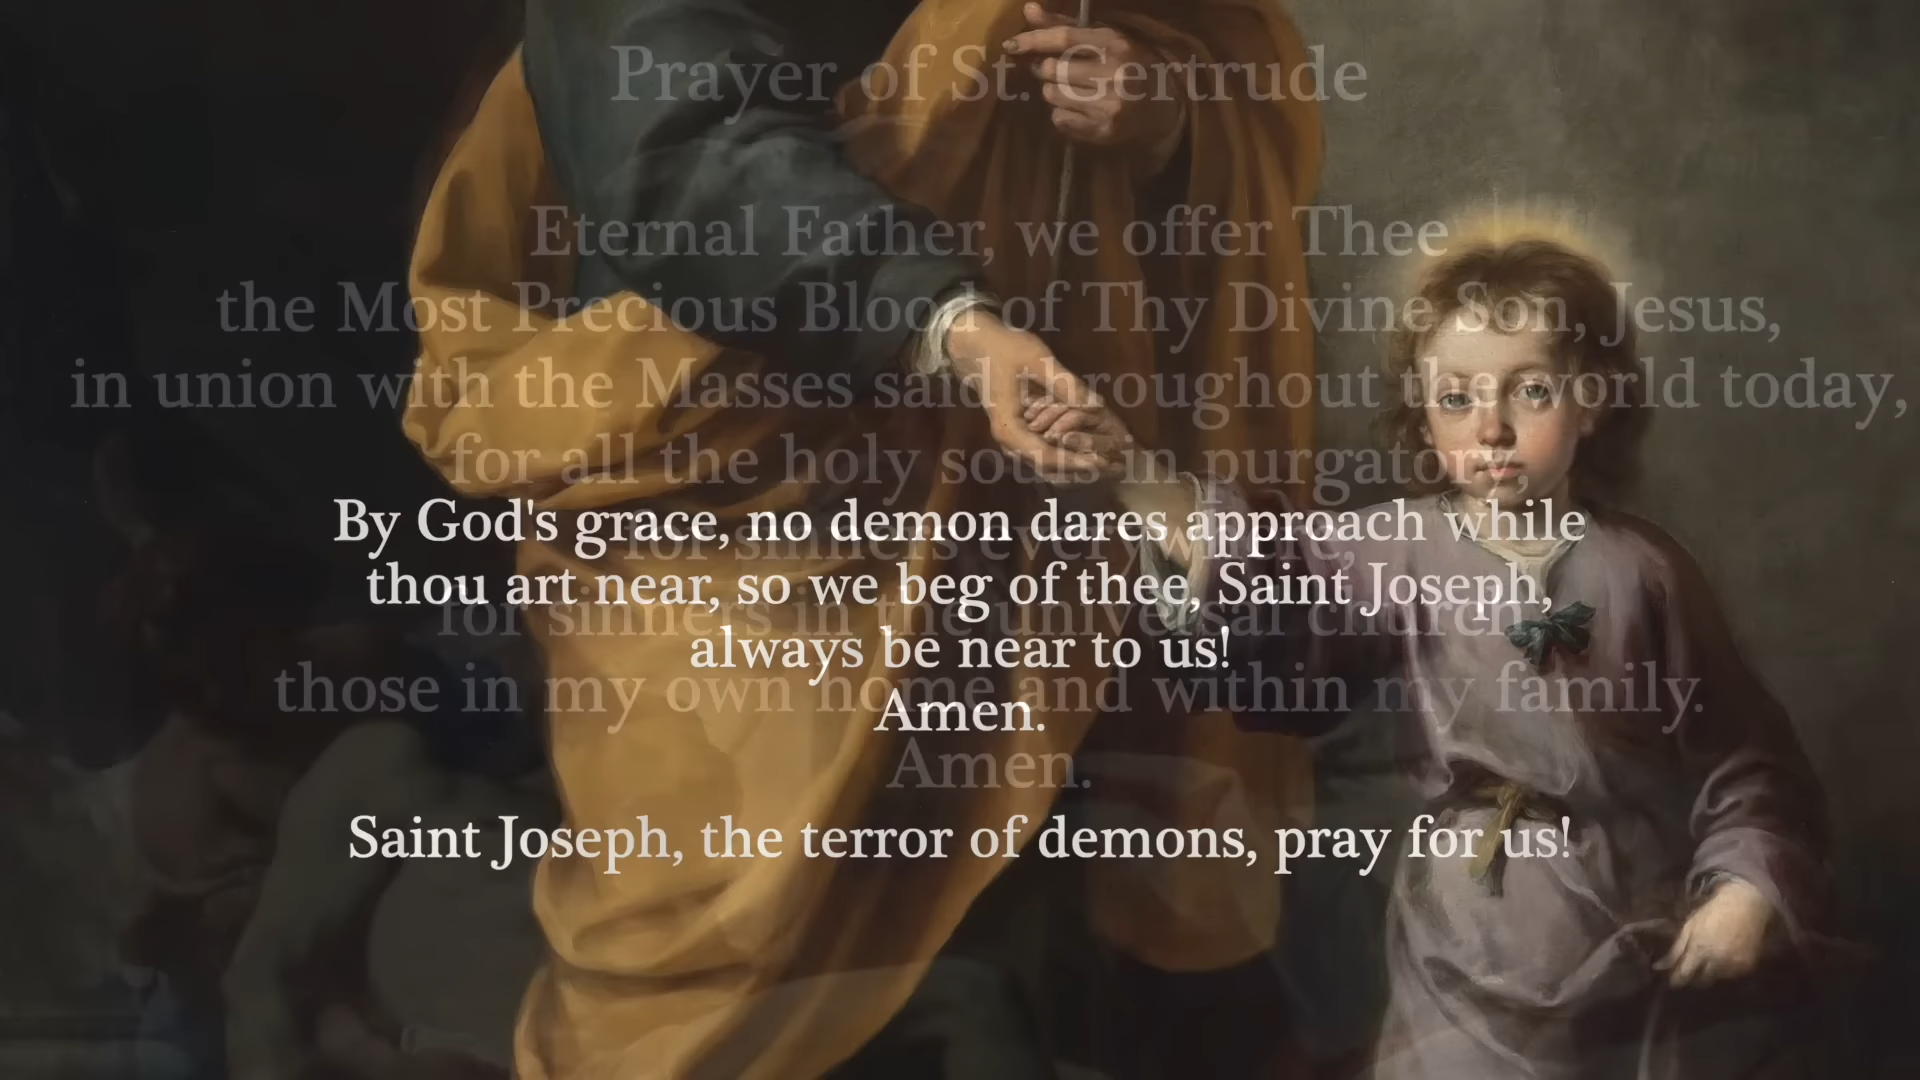 Prayer of St. Gertrude
Eternal Father, we offer Thee
the Most Precious Blood of Thy Divine Son, Jesus,
in union with the Masses said throughout the world today,
for all the holy souls in purgatory,
for sinners everywhere,
for sinners in the universal church,
those in my own home and within my family.
Amen.
By God's grace, no demon dares approach while
thou art near, so we beg of thee, Saint Joseph,
always be near to us!
Amen.
Saint Joseph, the terror of demons, pray for us!